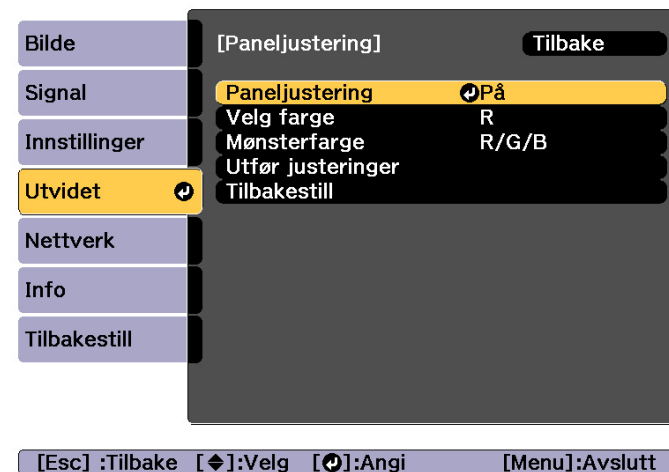 Bilde
Signal
Innstillinger
Utvidet
Nettverk
Info
Tilbakestill
[Paneljustering] Tilbake
Paneljustering På
Velg farge R
Mønsterfarge R/G/B
Utfør justeringer
Tilbakestill
[Esc] :Tilbake [◆]:Velg [↵]:Angi [Menu]:Avslutt